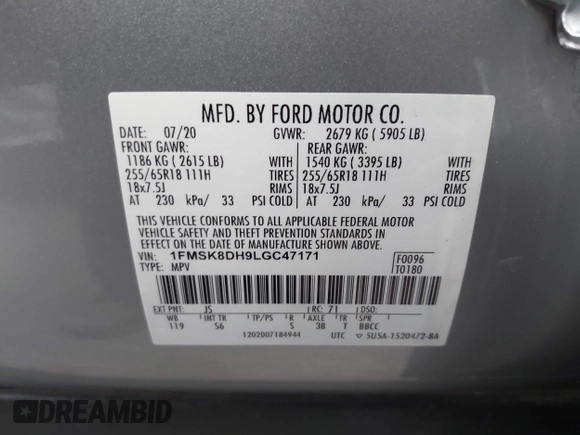 MFD. BY FORD MOTOR CO.
DATE: 07/20 GVWR: 2679 KG ( 5905 LB)
FRONT GAWR: REAR GAWR:
1186 KG ( 2615 LB) WITH 1540 KG ( 3395 LB) WITH
255/65R18 111H TIRES 255/65R18 111H TIRES
18x7.5J RIMS 18x7.5J RIMS
AT 230 kPa/ 33 PSI COLD AT 230 kPa/ 33 PSI COLD
THIS VEHICLE CONFORMS TO ALL APPLICABLE FEDERAL MOTOR
VEHICLE SAFETY AND THEFT PREVENTION STANDARDS IN
EFFECT ON THE DATE OF MANUFACTURE SHOWN ABOVE.
VIN: 1FMSK8DH9LGC47171 F0096
TYPE: MPV T0180
EXT PNT: JS RC: 71 DSO:
WB INT TR TP/PS R AXLE TR SPR
119 S6 S 3B T BBCC
1202007184944 UTC 5USA-1520472-BA
DREAMBID